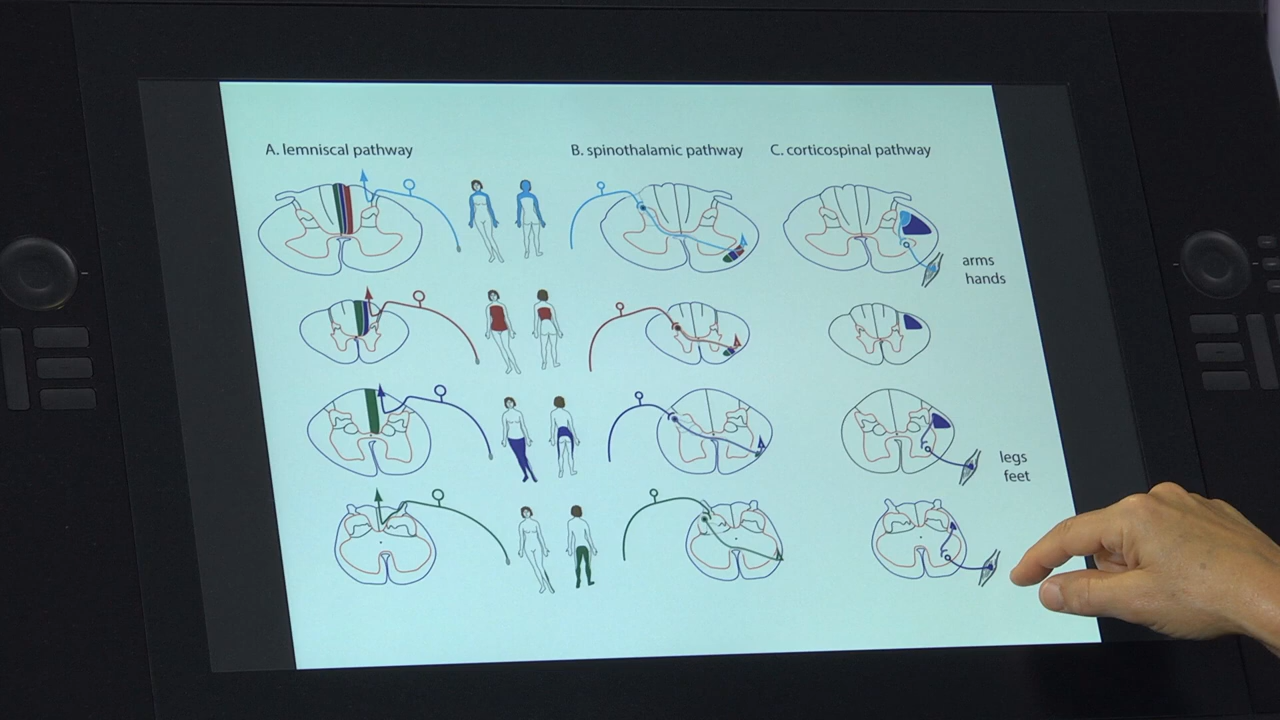 A. lemniscal pathway
B. spinothalamic pathway
C. corticospinal pathway
arms
hands
legs
feet